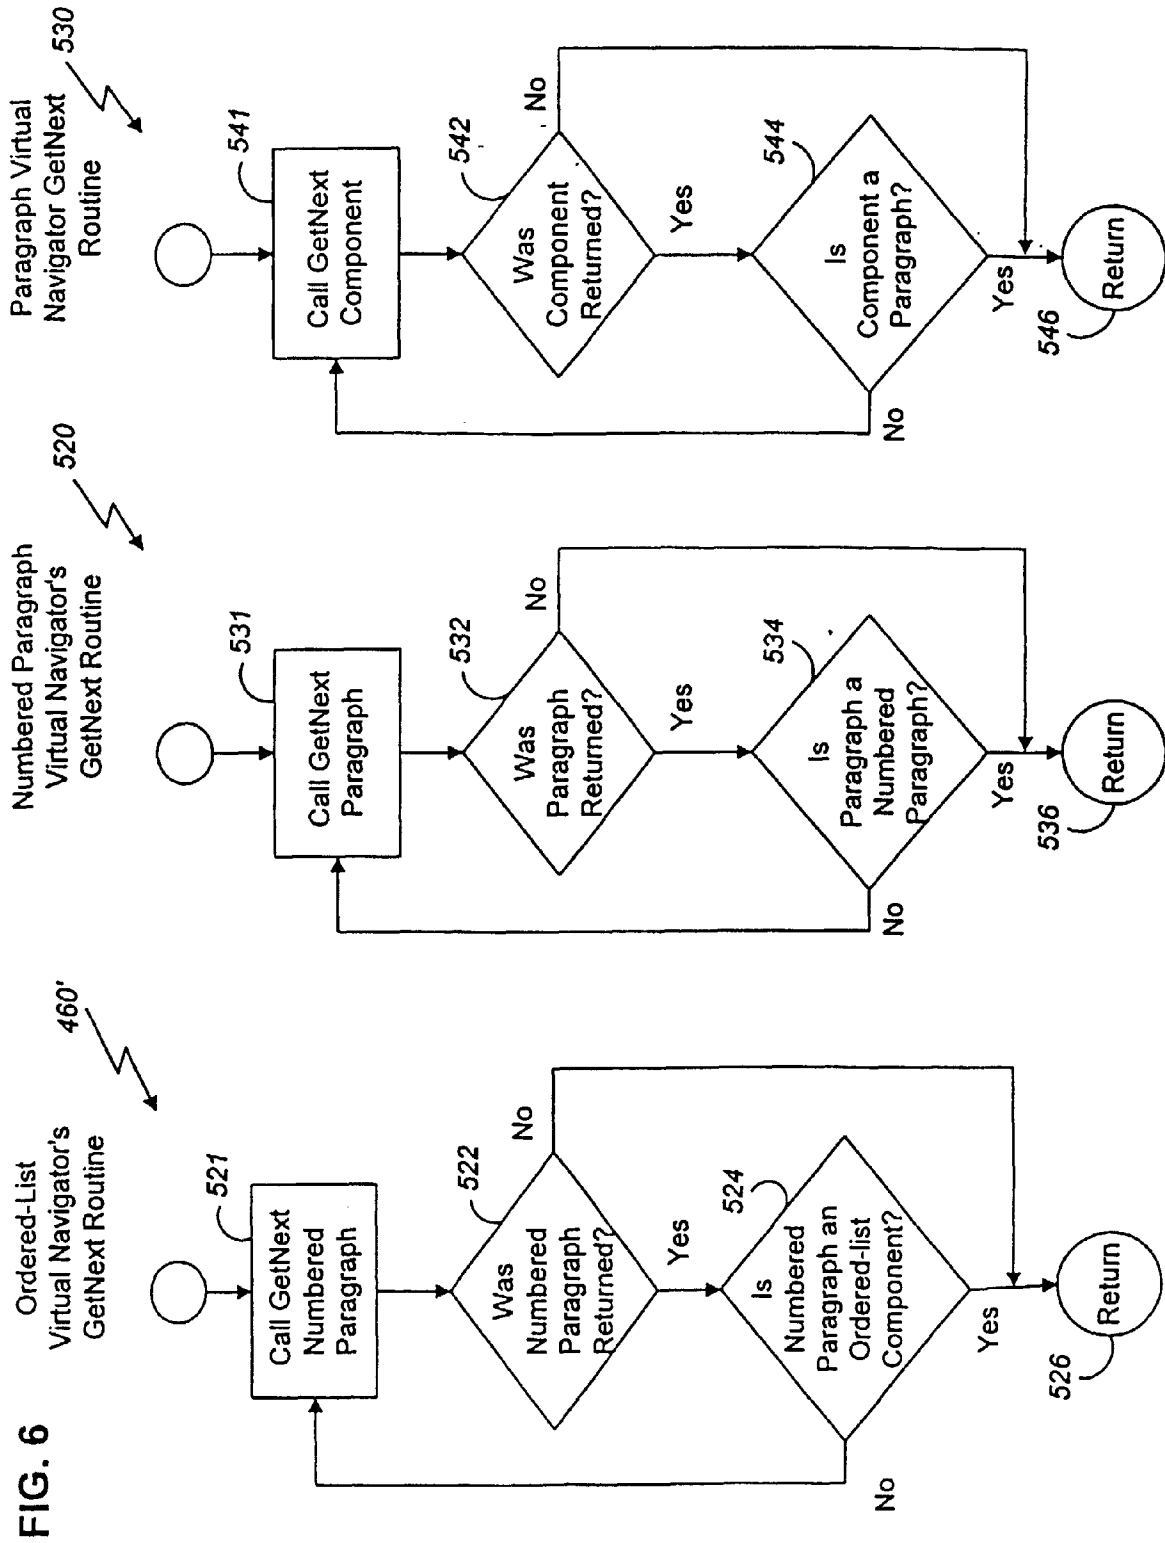 FIG. 6
Ordered-List
Virtual Navigator's
GetNext Routine
460'
521
Call GetNext
Numbered
Paragraph
522
Was
Numbered
Paragraph
Returned?
No
Yes
524
Is
Numbered
Paragraph an
Ordered-list
Component?
No
Yes
526
Return
Numbered Paragraph
Virtual Navigator's
GetNext Routine
520
531
Call GetNext
Paragraph
532
Was
Paragraph
Returned?
No
Yes
534
Is
Paragraph a
Numbered
Paragraph?
No
Yes
536
Return
Paragraph Virtual
Navigator GetNext
Routine
530
541
Call GetNext
Component
542
Was
Component
Returned?
No
Yes
544
Is
Component a
Paragraph?
No
Yes
546
Return